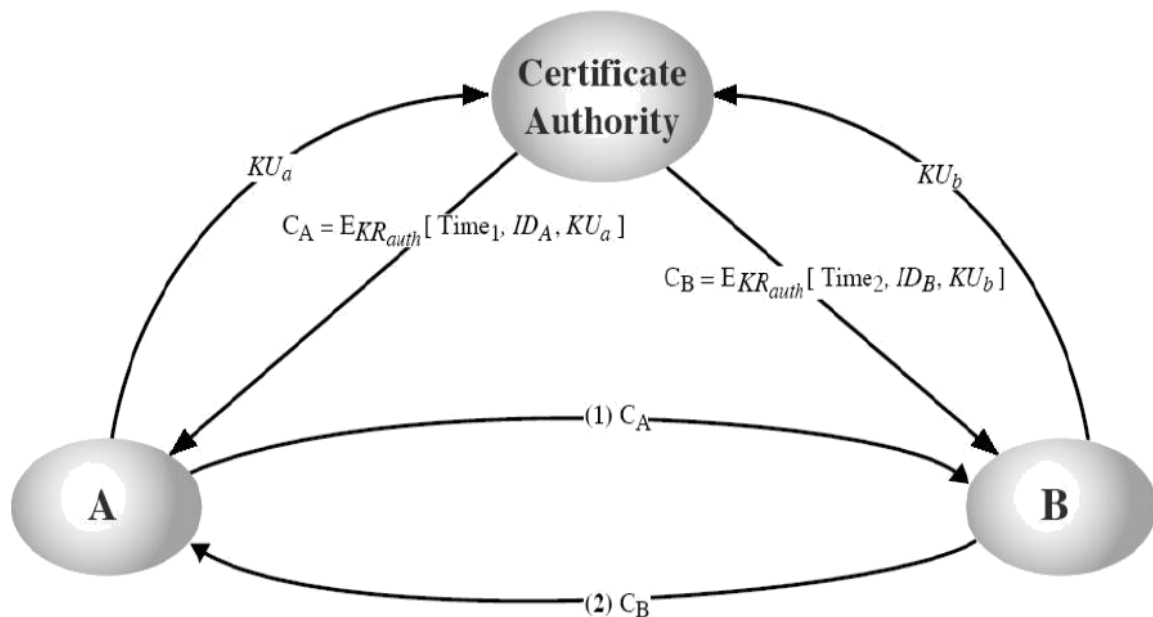 Certificate
Authority
KUa
KUb
CA = EKRauth[ Time1, IDA, KUa ]
CB = EKRauth[ Time2, IDB, KUb ]
(1) CA
A
B
(2) CB